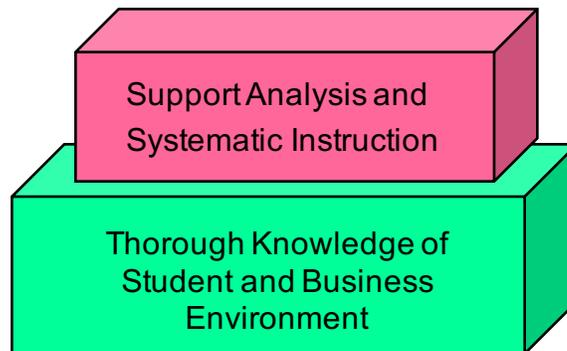 Support Analysis and
Systematic Instruction
Thorough Knowledge of
Student and Business
Environment